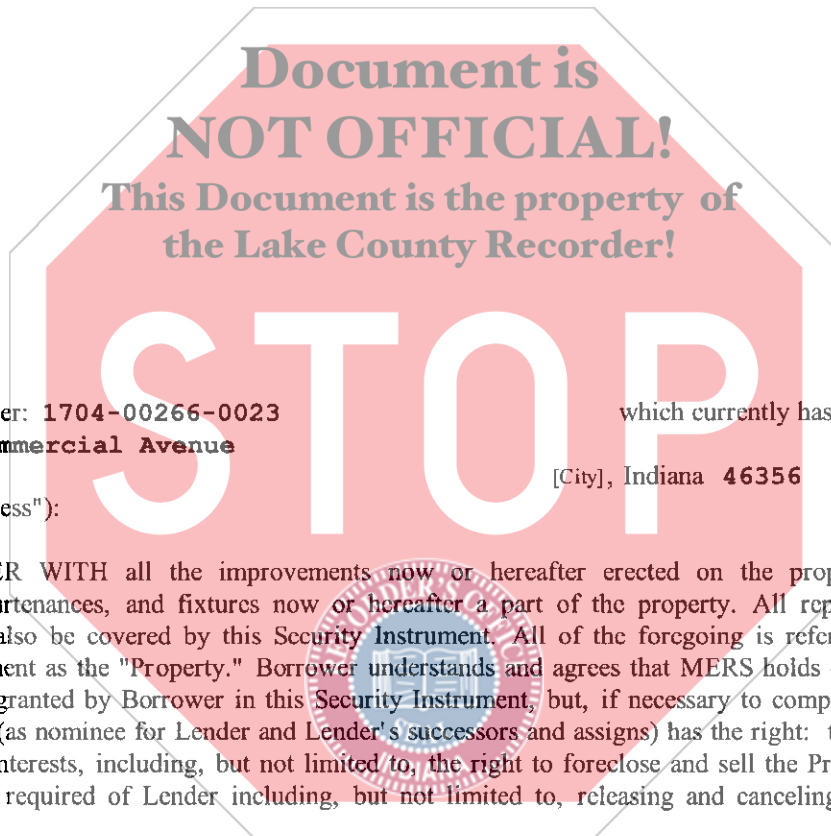 Document is
NOT OFFICIAL!
This Document is the property of
the Lake County Recorder!
STOP
er: 1704-00266-0023 which currently has
mmercial Avenue
[City], Indiana 46356
ess"):
ER WITH all the improvements now or hereafter erected on the prop
rtenances, and fixtures now or hereafter a part of the property. All rep
also be covered by this Security Instrument. All of the foregoing is refer
ent as the "Property." Borrower understands and agrees that MERS holds
granted by Borrower in this Security Instrument, but, if necessary to comp
(as nominee for Lender and Lender's successors and assigns) has the right: t
nterests, including, but not limited to, the right to foreclose and sell the Pr
required of Lender including, but not limited to, releasing and canceling
SEAL